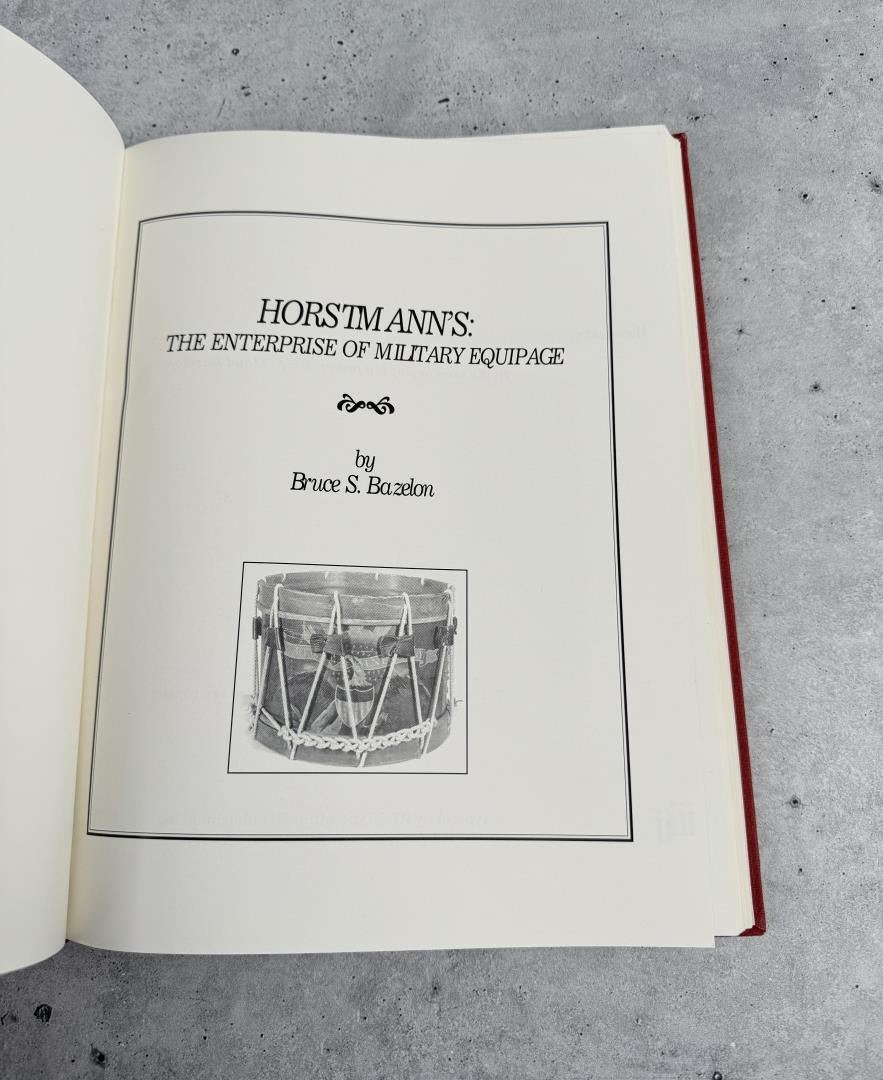 HORSTMANN'S:
THE ENTERPRISE OF MILITARY EQUIPAGE
by
Bruce S. Bazelon